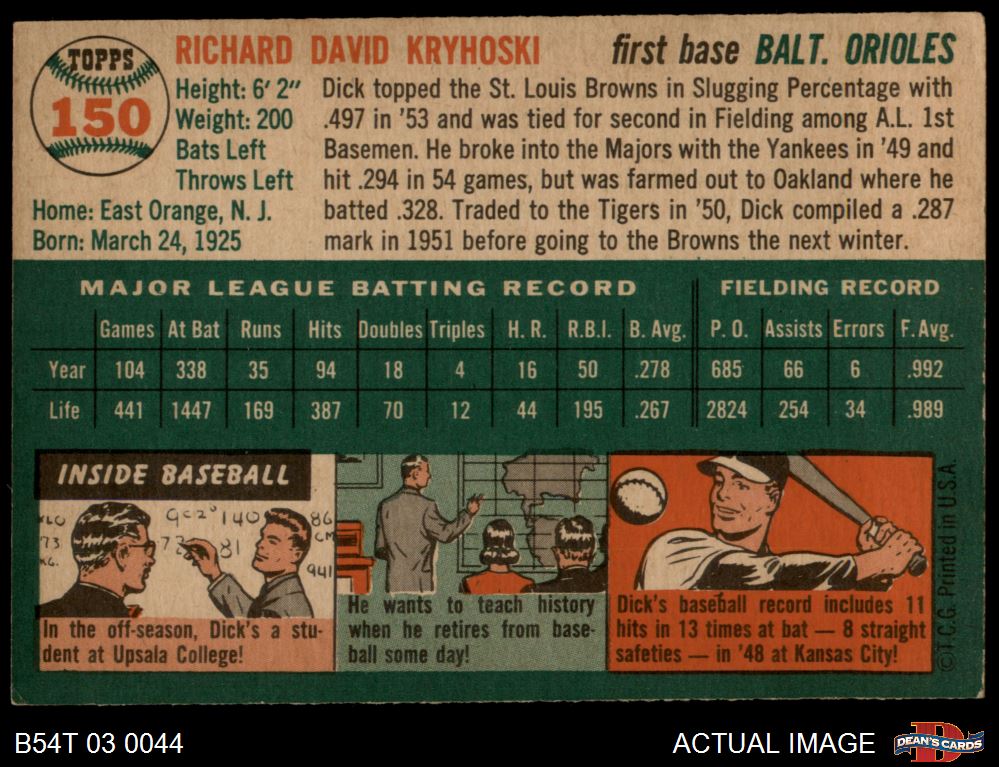 TOPPS
150
RICHARD DAVID KRYHOSKI
first base BALT. ORIOLES
Height: 6' 2"
Weight: 200
Bats Left
Throws Left
Home: East Orange, N. J.
Born: March 24, 1925
Dick topped the St. Louis Browns in Slugging Percentage with
.497 in '53 and was tied for second in Fielding among A.L. 1st
Basemen. He broke into the Majors with the Yankees in '49 and
hit .294 in 54 games, but was farmed out to Oakland where he
batted .328. Traded to the Tigers in '50, Dick compiled a .287
mark in 1951 before going to the Browns the next winter.
MAJOR LEAGUE BATTING RECORD FIELDING RECORD
Games At Bat Runs Hits Doubles Triples H. R. R.B.I. B. Avg. P. O. Assists Errors F. Avg.
Year 104 338 35 94 18 4 16 50 .278 685 66 6 .992
Life 441 1447 169 387 70 12 44 195 .267 2824 254 34 .989
INSIDE BASEBALL
140
86
CM
73
81
KG.
941
In the off-season, Dick's a stu-
dent at Upsala College!
He wants to teach history
when he retires from base-
ball some day!
Dick's baseball record includes 11
hits in 13 times at bat — 8 straight
safeties — in '48 at Kansas City!
©T.C.G. Printed in U.S.A.
B54T 03 0044
ACTUAL IMAGE
DEAN'S CARDS